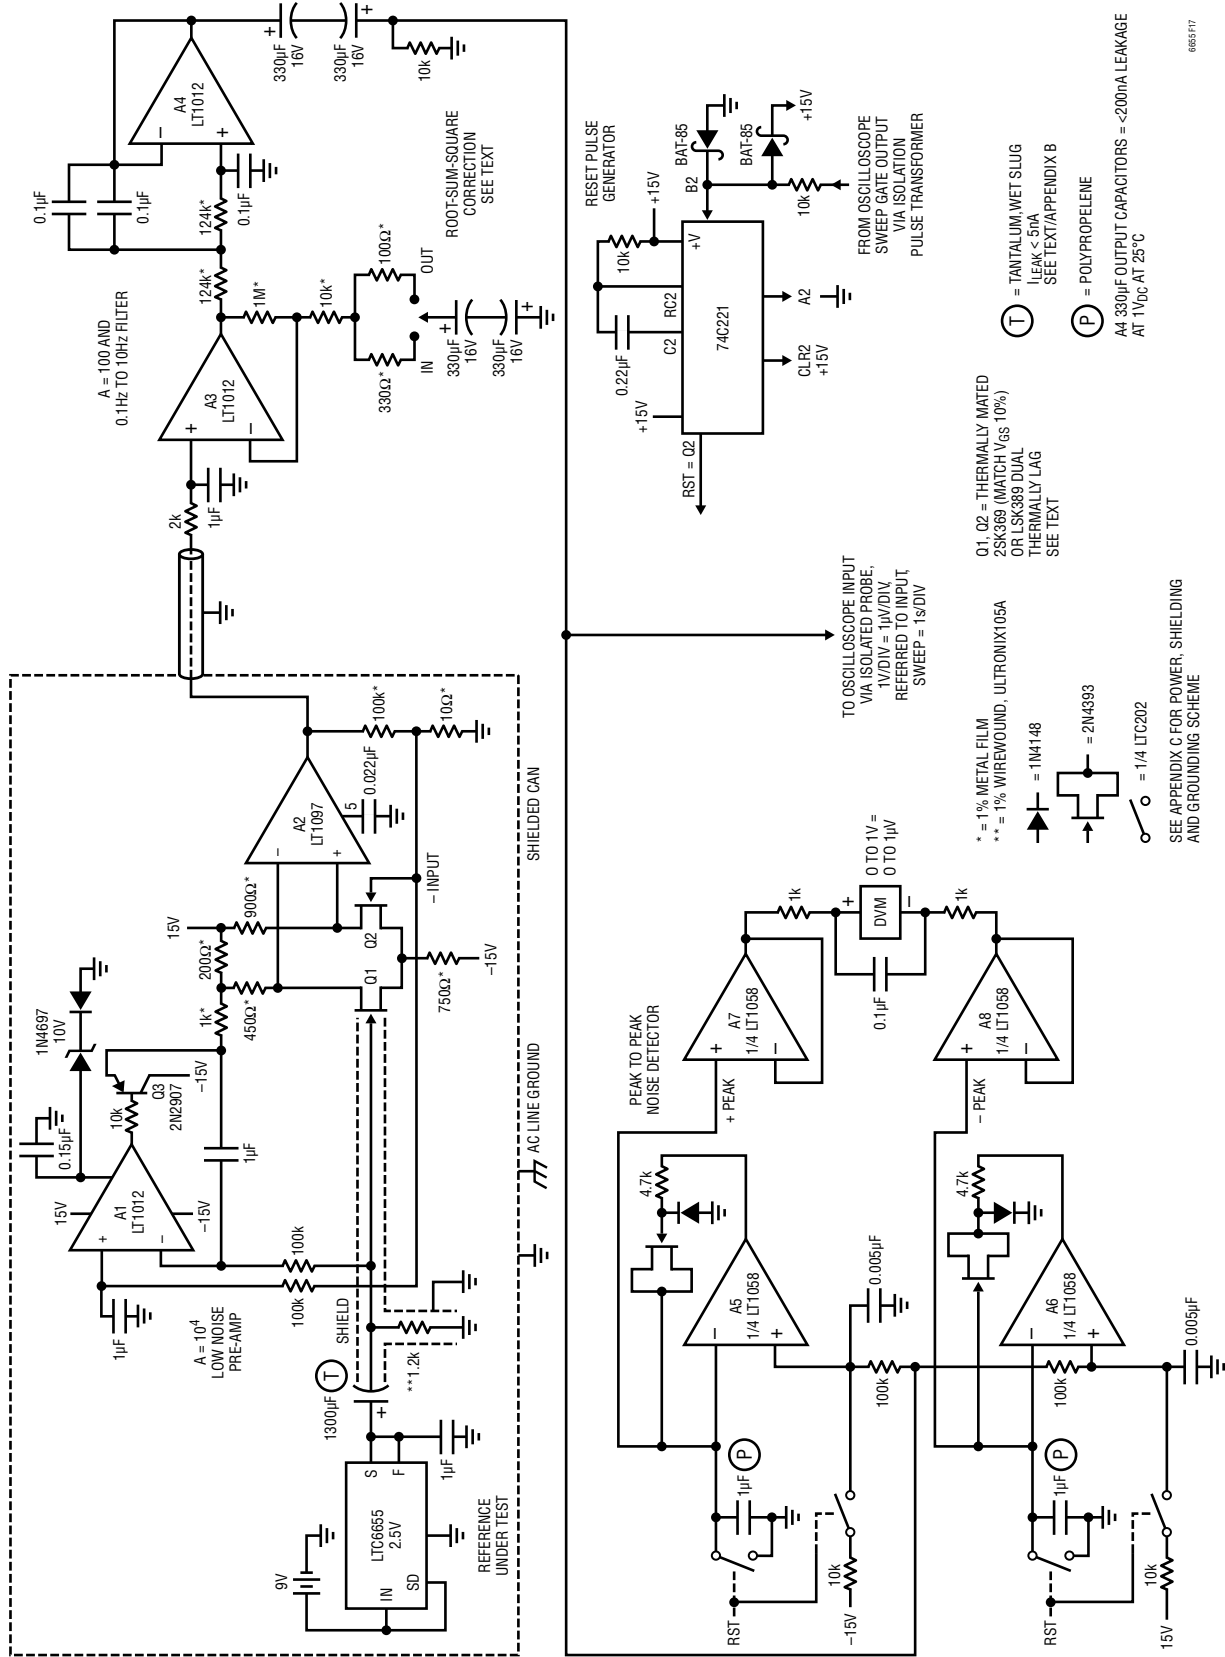 1N4697
10V
0.15µF
15V
A1
LT1012
–15V
+
–
10k
Q3
2N2907
–15V
1µF
1µF
A = 10⁴
LOW NOISE
PRE-AMP
100k
100k
1k*
200Ω*
450Ω*
900Ω*
15V
A2
LT1097
–
+
5
0.022µF
100k*
10Ω*
Q1
Q2
750Ω*
–15V
– INPUT
SHIELDED CAN
AC LINE GROUND
SHIELD
1300µF
T
+
**1.2k
9V
LTC6655
2.5V
IN
SD
S
F
1µF
REFERENCE
UNDER TEST
2k
1µF
A = 100 AND
0.1Hz TO 10Hz FILTER
A3
LT1012
+
–
124k*
1M*
10k*
330Ω*
100Ω*
IN
OUT
+
330µF
16V
330µF
16V
+
ROOT-SUM-SQUARE
CORRECTION
SEE TEXT
0.1µF
0.1µF
124k*
0.1µF
A4
LT1012
–
+
+
330µF
16V
330µF
16V
+
10k
TO OSCILLOSCOPE INPUT
VIA ISOLATED PROBE,
1V/DIV = 1µV/DIV,
REFERRED TO INPUT,
SWEEP = 1s/DIV
RESET PULSE
GENERATOR
+15V
0.22µF
10k
+15V
C2
RC2
+V
74C221
RST = Q2
CLR2
+15V
A2
B2
BAT-85
BAT-85
+15V
10k
FROM OSCILLOSCOPE
SWEEP GATE OUTPUT
VIA ISOLATION
PULSE TRANSFORMER
PEAK TO PEAK
NOISE DETECTOR
4.7k
A5
1/4 LT1058
–
+
0.005µF
100k
P
1µF
RST
10k
–15V
+ PEAK
A7
1/4 LT1058
+
–
1k
0.1µF
+
DVM
–
O TO 1V =
O TO 1µV
1k
A8
1/4 LT1058
+
–
– PEAK
4.7k
A6
1/4 LT1058
–
+
100k
0.005µF
P
1µF
RST
10k
15V
* = 1% METAL FILM
** = 1% WIREWOUND, ULTRONIX105A
= 1N4148
= 2N4393
= 1/4 LTC202
SEE APPENDIX C FOR POWER, SHIELDING
AND GROUNDING SCHEME
Q1, Q2 = THERMALLY MATED
2SK369 (MATCH VGS 10%)
OR LSK389 DUAL
THERMALLY LAG
SEE TEXT
T
= TANTALUM,WET SLUG
ILEAK < 5nA
SEE TEXT/APPENDIX B
P
= POLYPROPELENE
A4 330µF OUTPUT CAPACITORS = <200nA LEAKAGE
AT 1VDC AT 25°C
6655 F17